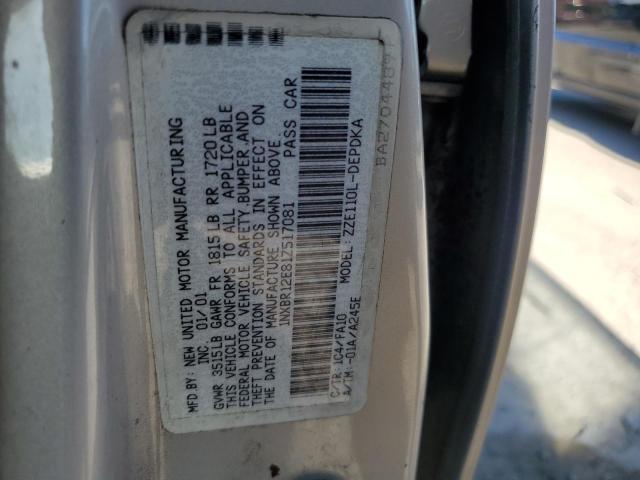 MFD.BY: NEW UNITED MOTOR MANUFACTURING
INC. 01/01
GVWR 3515LB GAWR FR 1815LB RR 1720LB
THIS VEHICLE CONFORMS TO ALL APPLICABLE
FEDERAL MOTOR VEHICLE SAFETY,BUMPER,AND
THEFT PREVENTION STANDARDS IN EFFECT ON
THE DATE OF MANUFACTURE SHOWN ABOVE
1NXBR12E81Z517081 PASS CAR
C/TR:1C4/FA10 MODEL:ZZE110L-DEPDKA
A/TM:-01A/A245E